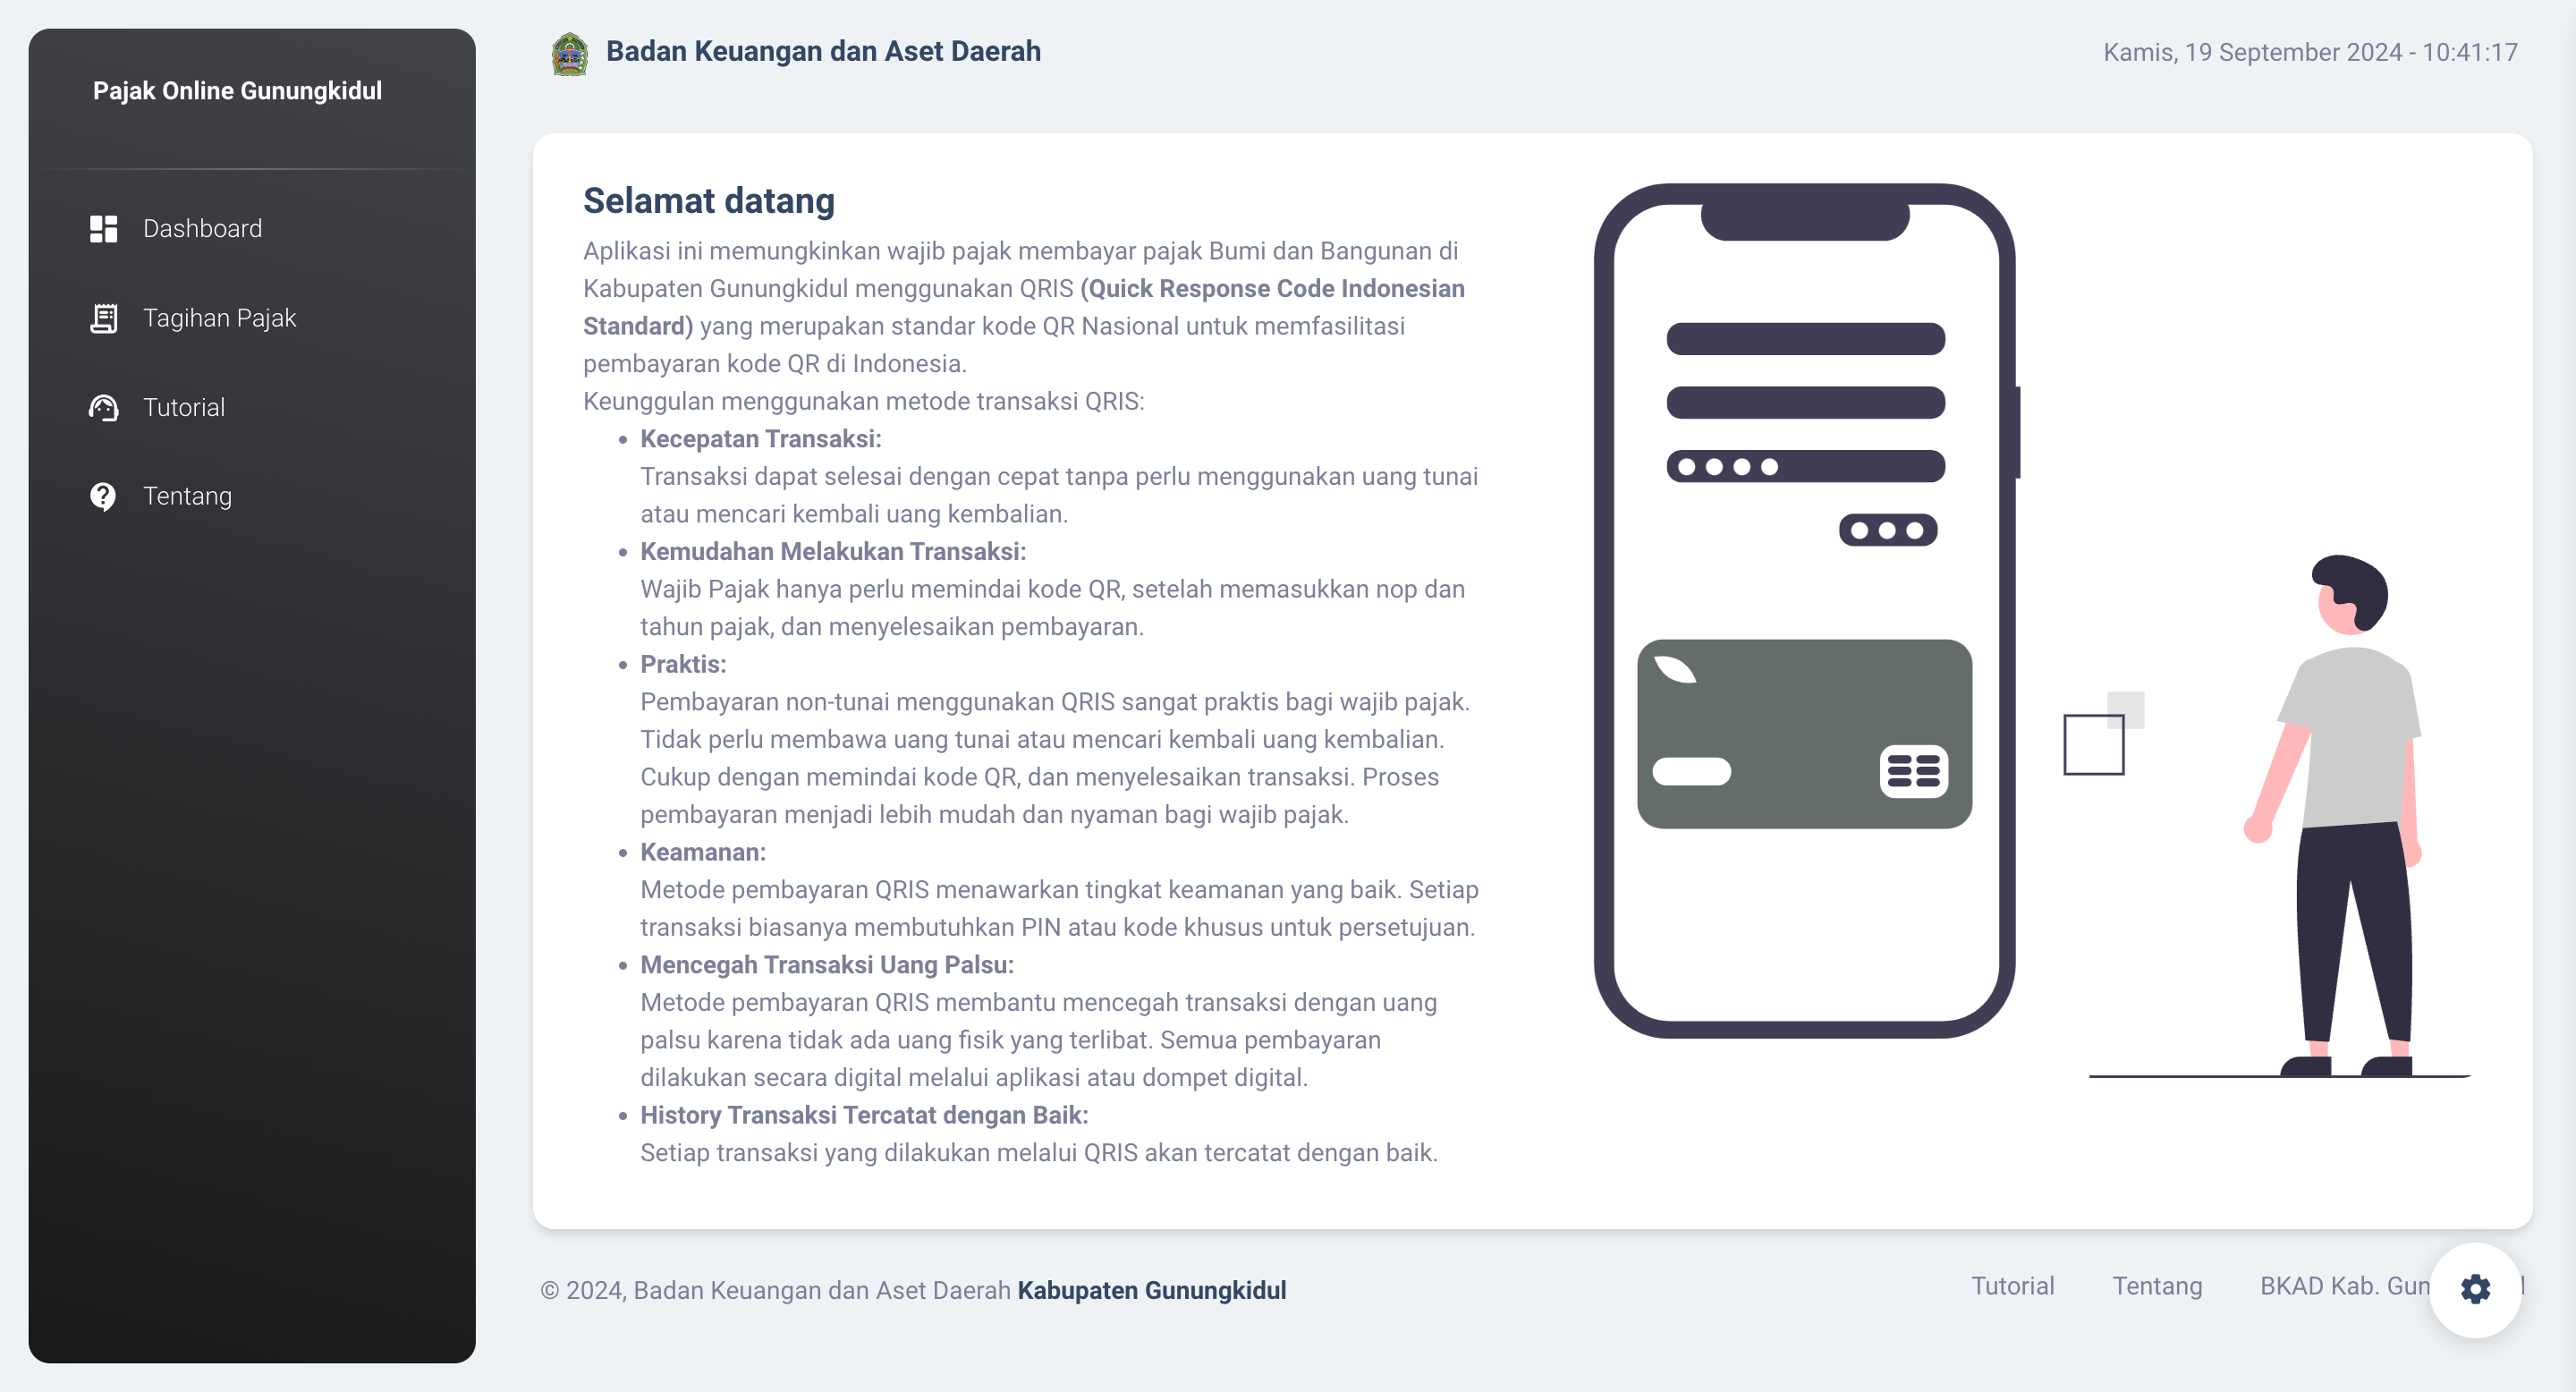 Pajak Online Gunungkidul
Dashboard
Tagihan Pajak
Tutorial
Tentang
Badan Keuangan dan Aset Daerah
Kamis, 19 September 2024 - 10:41:17
Selamat datang
Aplikasi ini memungkinkan wajib pajak membayar pajak Bumi dan Bangunan di
Kabupaten Gunungkidul menggunakan QRIS (Quick Response Code Indonesian
Standard) yang merupakan standar kode QR Nasional untuk memfasilitasi
pembayaran kode QR di Indonesia.
Keunggulan menggunakan metode transaksi QRIS:
• Kecepatan Transaksi:
Transaksi dapat selesai dengan cepat tanpa perlu menggunakan uang tunai
atau mencari kembali uang kembalian.
• Kemudahan Melakukan Transaksi:
Wajib Pajak hanya perlu memindai kode QR, setelah memasukkan nop dan
tahun pajak, dan menyelesaikan pembayaran.
• Praktis:
Pembayaran non-tunai menggunakan QRIS sangat praktis bagi wajib pajak.
Tidak perlu membawa uang tunai atau mencari kembali uang kembalian.
Cukup dengan memindai kode QR, dan menyelesaikan transaksi. Proses
pembayaran menjadi lebih mudah dan nyaman bagi wajib pajak.
• Keamanan:
Metode pembayaran QRIS menawarkan tingkat keamanan yang baik. Setiap
transaksi biasanya membutuhkan PIN atau kode khusus untuk persetujuan.
• Mencegah Transaksi Uang Palsu:
Metode pembayaran QRIS membantu mencegah transaksi dengan uang
palsu karena tidak ada uang fisik yang terlibat. Semua pembayaran
dilakukan secara digital melalui aplikasi atau dompet digital.
• History Transaksi Tercatat dengan Baik:
Setiap transaksi yang dilakukan melalui QRIS akan tercatat dengan baik.
© 2024, Badan Keuangan dan Aset Daerah Kabupaten Gunungkidul
Tutorial Tentang BKAD Kab.